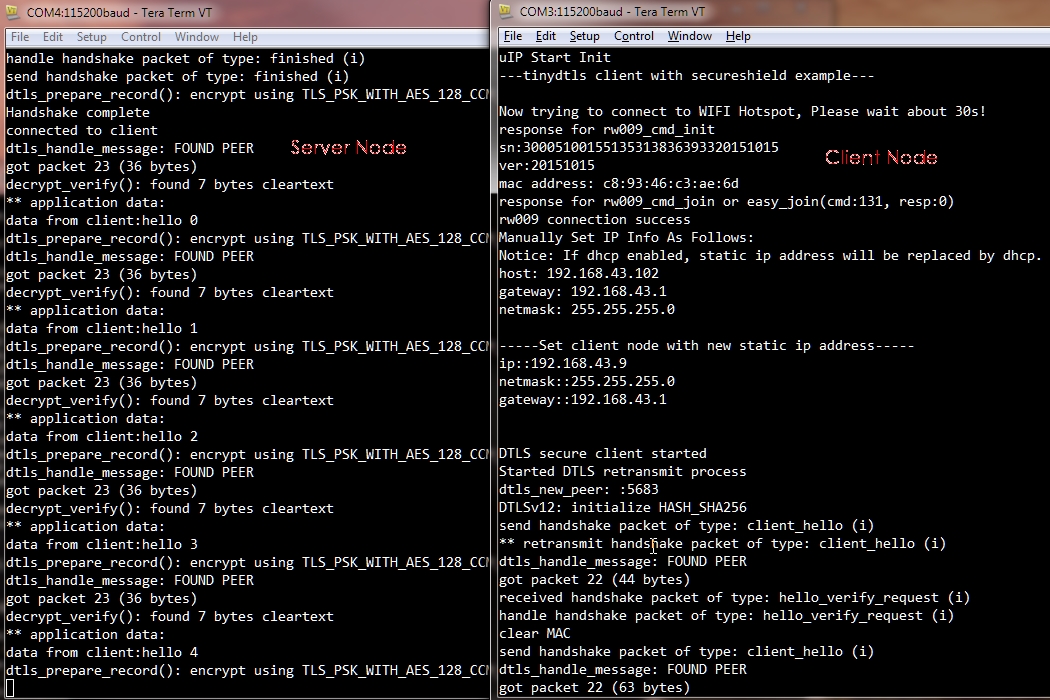 COM4:115200baud - Tera Term VT
File Edit Setup Control Window Help
handle handshake packet of type: finished (i)
send handshake packet of type: finished (i)
dtls_prepare_record(): encrypt using TLS_PSK_WITH_AES_128_CCM
Handshake complete
connected to client
dtls_handle_message: FOUND PEER
Server Node
got packet 23 (36 bytes)
decrypt_verify(): found 7 bytes cleartext
** application data:
data from client:hello 0
dtls_prepare_record(): encrypt using TLS_PSK_WITH_AES_128_CCM
dtls_handle_message: FOUND PEER
got packet 23 (36 bytes)
decrypt_verify(): found 7 bytes cleartext
** application data:
data from client:hello 1
dtls_prepare_record(): encrypt using TLS_PSK_WITH_AES_128_CCM
dtls_handle_message: FOUND PEER
got packet 23 (36 bytes)
decrypt_verify(): found 7 bytes cleartext
** application data:
data from client:hello 2
dtls_prepare_record(): encrypt using TLS_PSK_WITH_AES_128_CCM
dtls_handle_message: FOUND PEER
got packet 23 (36 bytes)
decrypt_verify(): found 7 bytes cleartext
** application data:
data from client:hello 3
dtls_prepare_record(): encrypt using TLS_PSK_WITH_AES_128_CCM
dtls_handle_message: FOUND PEER
got packet 23 (36 bytes)
decrypt_verify(): found 7 bytes cleartext
** application data:
data from client:hello 4
dtls_prepare_record(): encrypt using TLS_PSK_WITH_AES_128_CCM
COM3:115200baud - Tera Term VT
File Edit Setup Control Window Help
uIP Start Init
---tinydtls client with secureshield example---
Now trying to connect to WIFI Hotspot, Please wait about 30s!
response for rw009_cmd_init
sn:30005100155135313836393320151015
Client Node
ver:20151015
mac address: c8:93:46:c3:ae:6d
response for rw009_cmd_join or easy_join(cmd:131, resp:0)
rw009 connection success
Manually Set IP Info As Follows:
Notice: If dhcp enabled, static ip address will be replaced by dhcp.
host: 192.168.43.102
gateway: 192.168.43.1
netmask: 255.255.255.0
-----Set client node with new static ip address-----
ip::192.168.43.9
netmask::255.255.255.0
gateway::192.168.43.1
DTLS secure client started
Started DTLS retransmit process
dtls_new_peer: :5683
DTLSv12: initialize HASH_SHA256
send handshake packet of type: client_hello (i)
** retransmit handshake packet of type: client_hello (i)
dtls_handle_message: FOUND PEER
got packet 22 (44 bytes)
received handshake packet of type: hello_verify_request (i)
handle handshake packet of type: hello_verify_request (i)
clear MAC
send handshake packet of type: client_hello (i)
dtls_handle_message: FOUND PEER
got packet 22 (63 bytes)